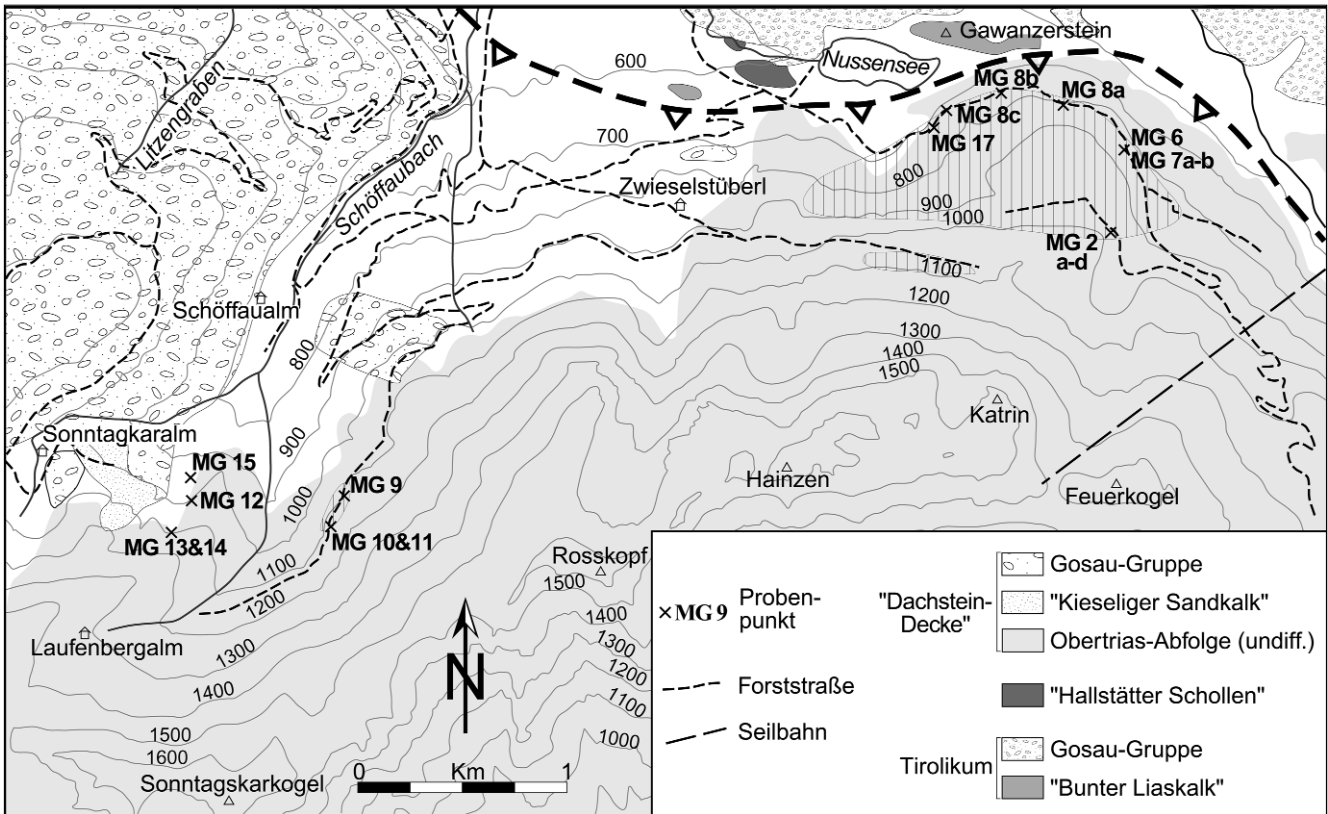 Gawanzerstein
600
Nussensee
Litzengraben
MG 8b
MG 8a
MG 8c
Schöffaubach
700
MG 17
MG 6
MG 7a-b
800
Zwieselstüberl
900
1000
MG 2
a-d
1100
Schöffaualm
1200
800
1300
1400
1500
Katrin
Sonntagkaralm
900
MG 15
Hainzen
MG 9
Feuerkogel
MG 12
1000
MG 13&14
MG 10&11
Rosskopf
1100
1500
1200
1400
Laufenbergalm
1300
1300
N
1200
1400
1100
1500
1000
1600
0 Km 1
Sonntagskarkogel
×MG 9 Proben-
punkt
Forststraße
Seilbahn
"Dachstein-
Decke"
Gosau-Gruppe
"Kieseliger Sandkalk"
Obertrias-Abfolge (undiff.)
"Hallstätter Schollen"
Tirolikum
Gosau-Gruppe
"Bunter Liaskalk"